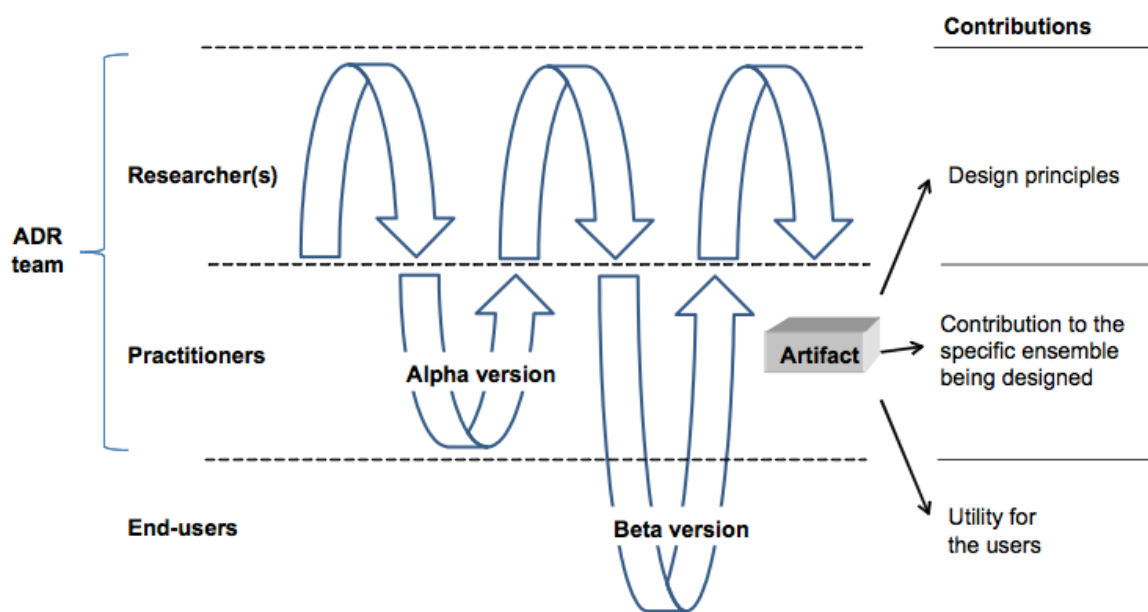 Contributions
Researcher(s)
Design principles
ADR
team
Practitioners
Alpha version
Artifact
Contribution to the
specific ensemble
being designed
End-users
Beta version
Utility for
the users